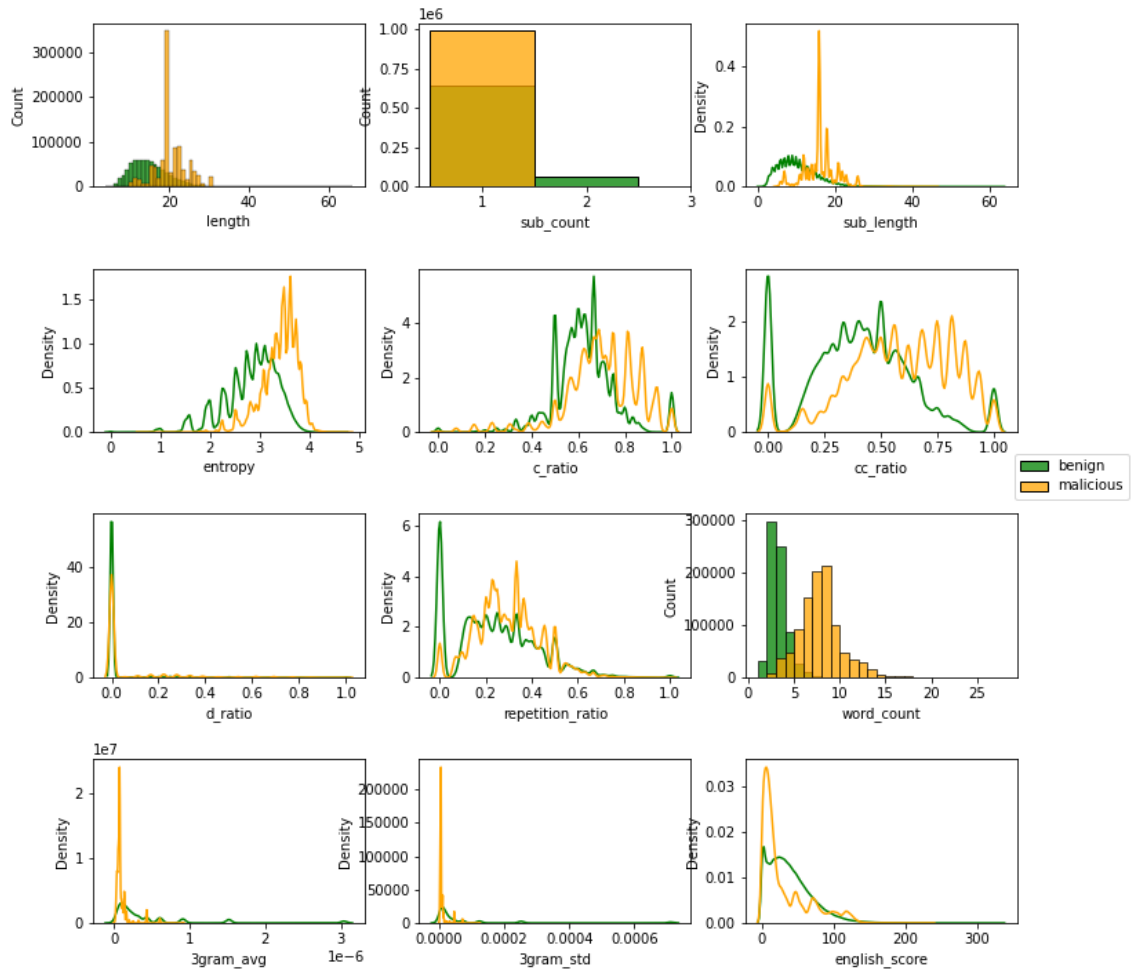 300000
200000
100000
0
Count
20 40 60
length
1e6
1.00
0.75
0.50
0.25
0.00
Count
1 2 3
sub_count
0.4
0.2
0.0
Density
0 20 40 60
sub_length
1.5
1.0
0.5
0.0
Density
0 1 2 3 4 5
entropy
4
2
0
Density
0.0 0.2 0.4 0.6 0.8 1.0
c_ratio
2
1
0
Density
0.00 0.25 0.50 0.75 1.00
cc_ratio
benign
malicious
40
20
0
Density
0.0 0.2 0.4 0.6 0.8 1.0
d_ratio
6
4
2
0
Density
0.0 0.2 0.4 0.6 0.8 1.0
repetition_ratio
300000
200000
100000
0
Count
0 5 10 15 20 25
word_count
1e7
2
1
0
Density
0 1 2 3
1e−6
3gram_avg
200000
150000
100000
50000
0
Density
0.0000 0.0002 0.0004 0.0006
3gram_std
0.03
0.02
0.01
0.00
Density
0 100 200 300
english_score